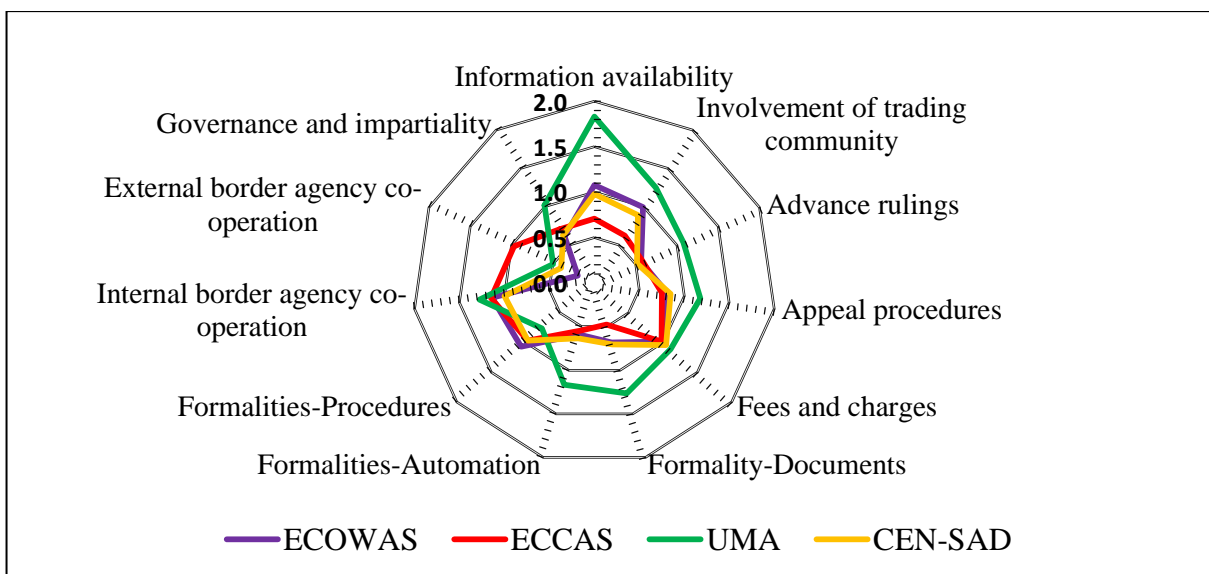 Information availability
2.0
Involvement of trading
community
Governance and impartiality
1.5
External border agency co-
operation
1.0
Advance rulings
0.5
0.0
Internal border agency co-
operation
Appeal procedures
Formalities-Procedures
Fees and charges
Formalities-Automation
Formality-Documents
ECOWAS
ECCAS
UMA
CEN-SAD